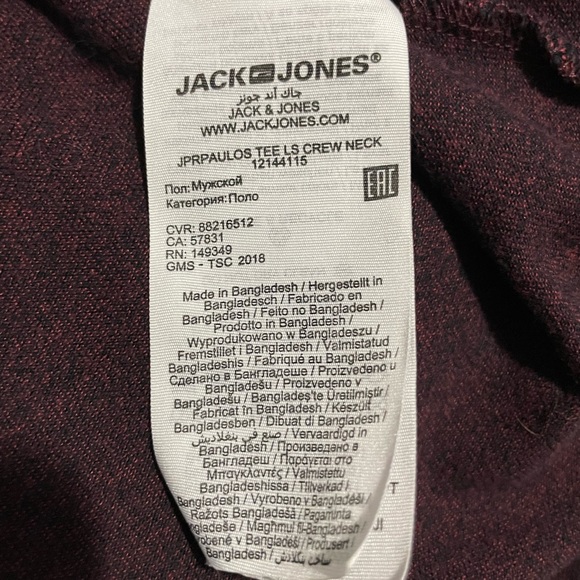 JACK JONES®
جاك أند جونز
JACK & JONES
WWW.JACKJONES.COM
JPRPAULOS TEE LS CREW NECK
12144115
Пол: Мужской
Категория: Поло
EAC
CVR: 88216512
CA: 57831
RN: 149349
GMS - TSC 2018
Made in Bangladesh / Hergestellt in
Bangladesch / Fabricado en
Bangladesh / Feito no Bangladesh /
Prodotto in Bangladesh /
Wyprodukowano w Bangladeszu /
Fremstillet i Bangladesh / Valmistatud
Bangladeshis / Fabriqué au Bangladesh /
Сделано в Бангладеше / Proizvedeno u
Bangladešu / Proizvedeno v
Bangladešu / Bangladeş'te Üretilmiştir /
Fabricat în Bangladesh / Készült
Bangladesben / Dibuat di Bangladesh /
صنع في بنغلاديش / Vervaardigd in
Bangladesh / Произведено в
Бангладеш / Παράγεται στο
Μπαγκλαντές / Valmistettu
Bangladeshissa / Tillverkad i
Bangladesh / Vyrobeno v Bangladéši /
Ražots Bangladešā / Pagaminta
Bangladeše / Maghmul fil-Bangladesh /
/ Produsert i
Bangladesh /